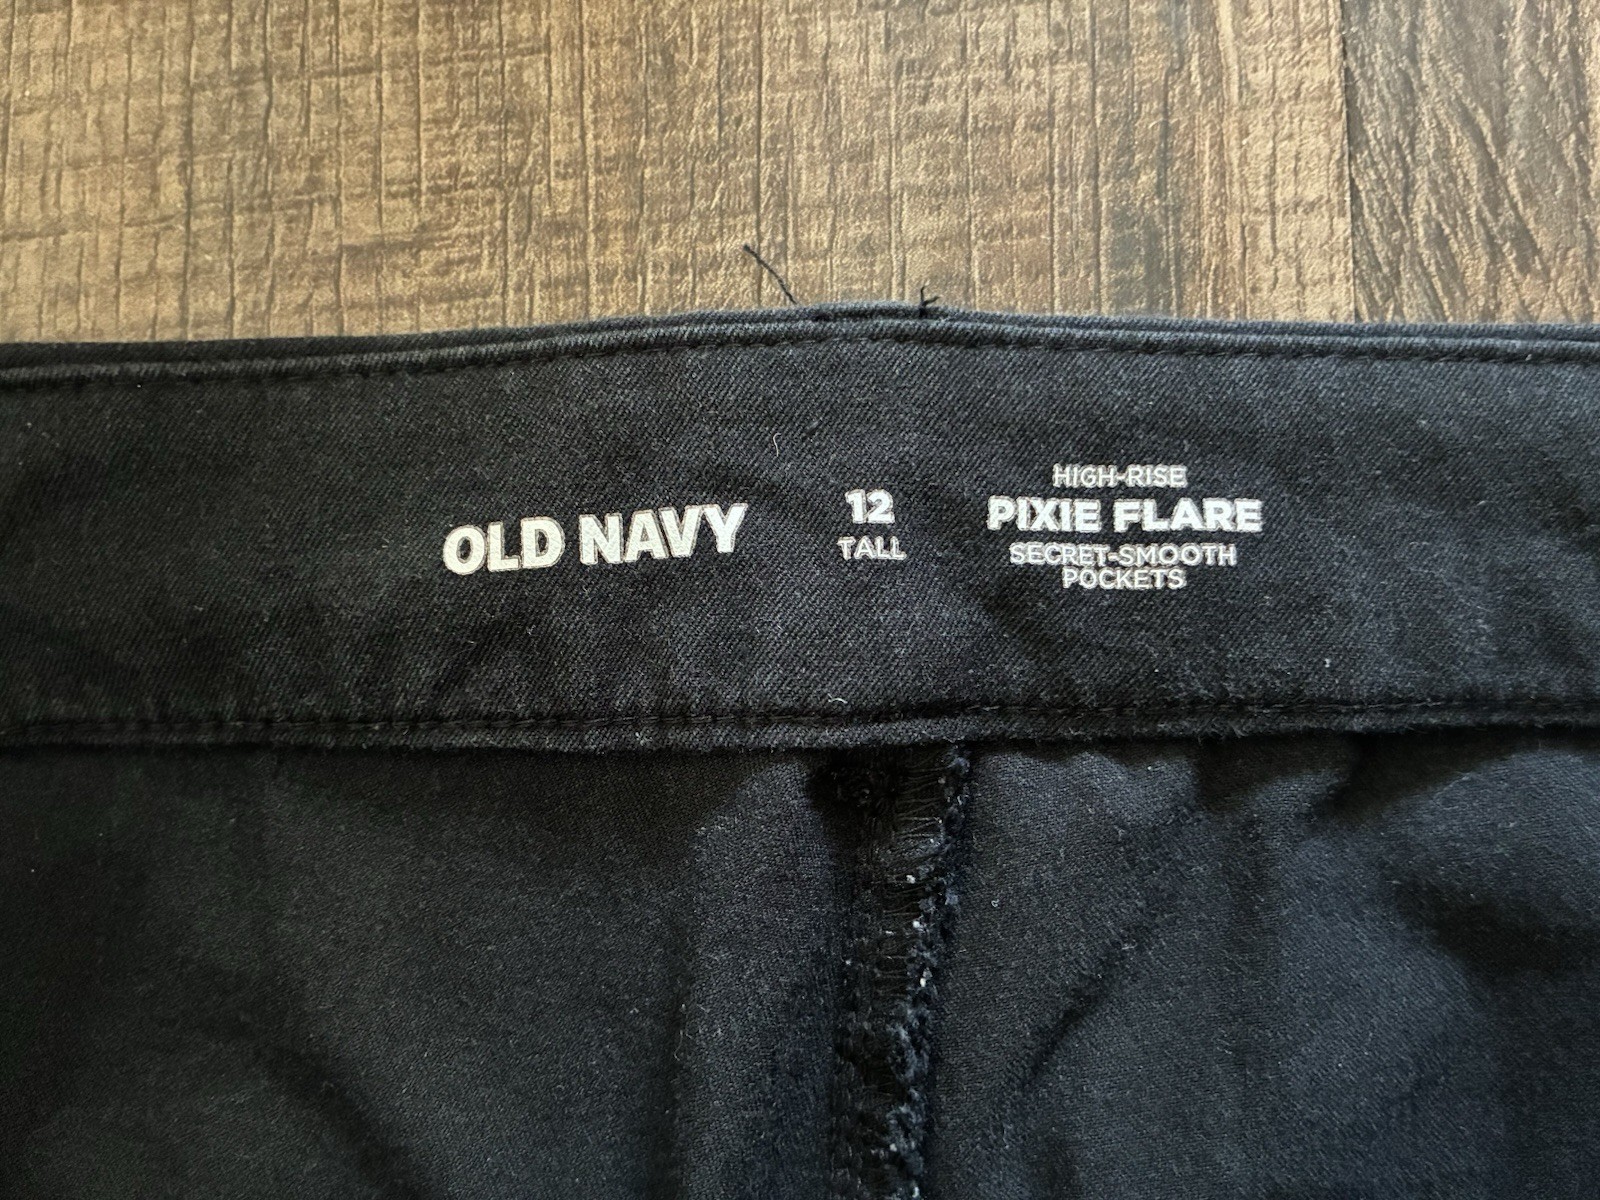 OLD NAVY
12
TALL
HIGH-RISE
PIXIE FLARE
SECRET-SMOOTH
POCKETS